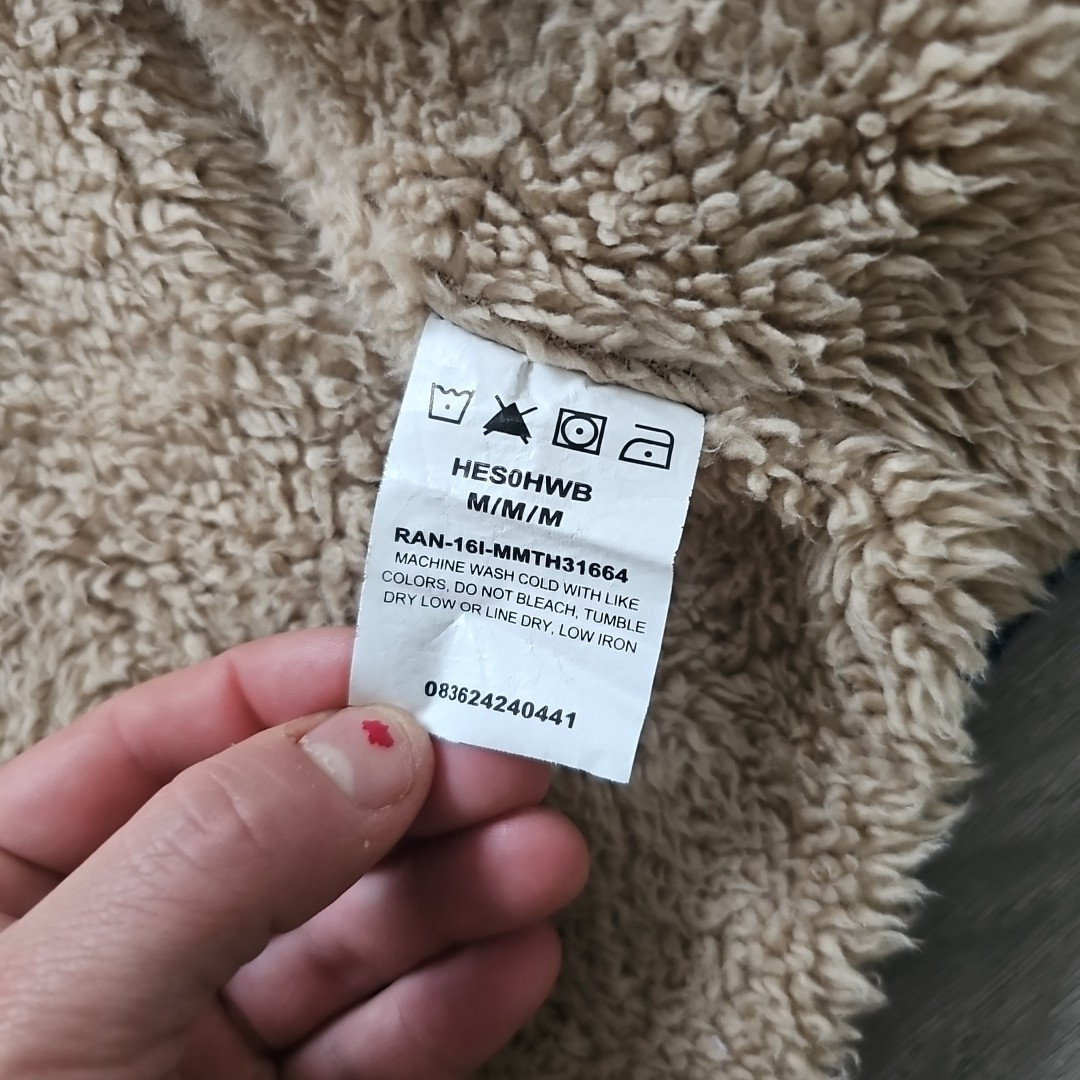 HES0HWB
M/M/M
RAN-16I-MMTH31664
MACHINE WASH COLD WITH LIKE
COLORS, DO NOT BLEACH, TUMBLE
DRY LOW OR LINE DRY, LOW IRON
083624240441